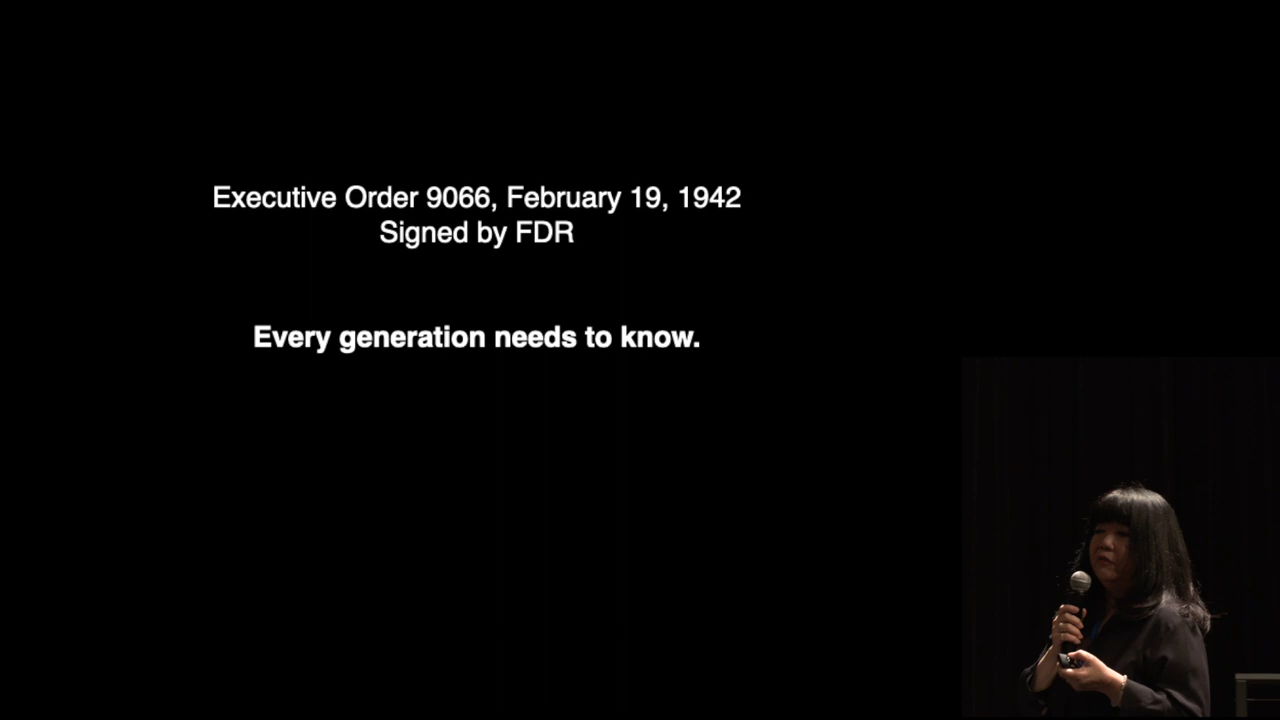 Executive Order 9066, February 19, 1942
Signed by FDR
Every generation needs to know.